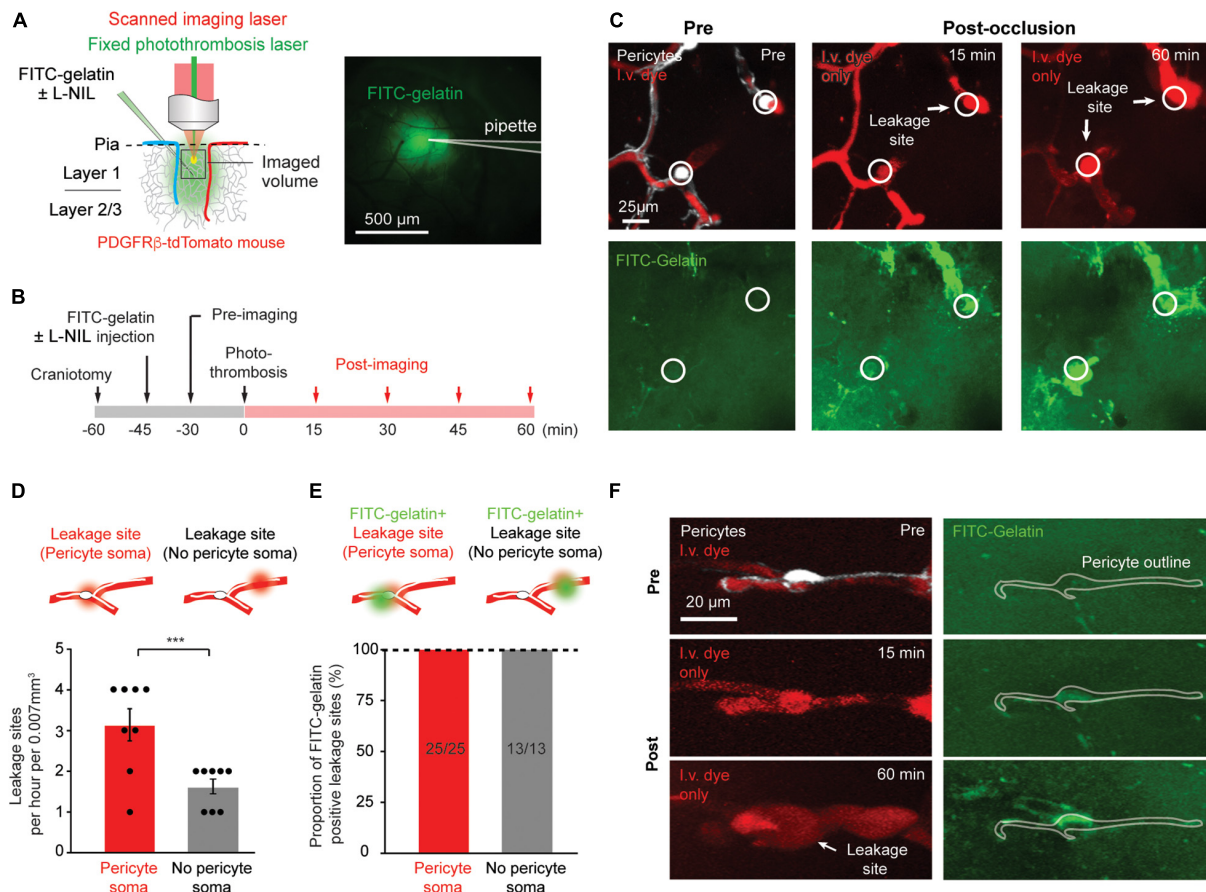 A
Scanned imaging laser
Fixed photothrombosis laser
FITC-gelatin
± L-NIL
Pia
Layer 1
Layer 2/3
Imaged
volume
PDGFRβ-tdTomato mouse
FITC-gelatin
pipette
500 µm
B
FITC-gelatin
± L-NIL injection
Pre-imaging
Craniotomy
Photo-
thrombosis
Post-imaging
-60 -45 -30 0 15 30 45 60 (min)
C
Pre
Post-occlusion
Pericytes
I.v. dye
Pre
25µm
I.v. dye
only
15 min
Leakage
site
I.v. dye
only
60 min
Leakage
site
FITC-Gelatin
D
Leakage site
(Pericyte soma)
Leakage site
(No pericyte soma)
***
Leakage sites
per hour per 0.007mm³
5
4
3
2
1
0
Pericyte
soma
No pericyte
soma
E
FITC-gelatin+
Leakage site
(Pericyte soma)
FITC-gelatin+
Leakage site
(No pericyte soma)
Proportion of FITC-gelatin
positive leakage sites (%)
100
75
50
25
0
25/25
13/13
Pericyte
soma
No pericyte
soma
F
Pre
Post
Pericytes
I.v. dye
Pre
20 µm
FITC-Gelatin
Pericyte outline
I.v. dye
only
15 min
I.v. dye
only
60 min
Leakage
site